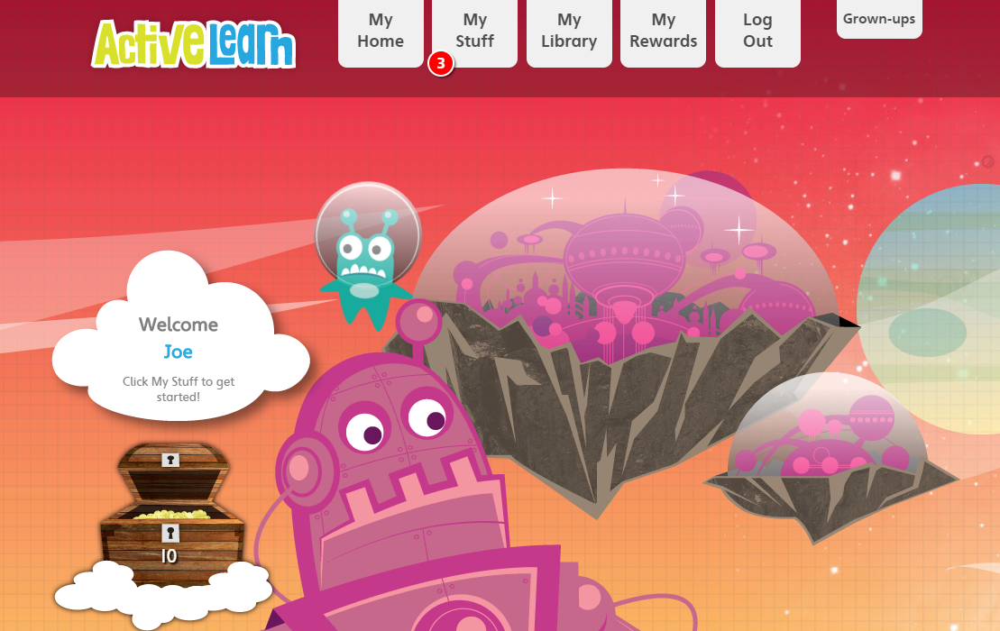 ActiveLearn
My
Home
My
Stuff
3
My
Library
My
Rewards
Log
Out
Grown-ups
Welcome
Joe
Click My Stuff to get
started!
10